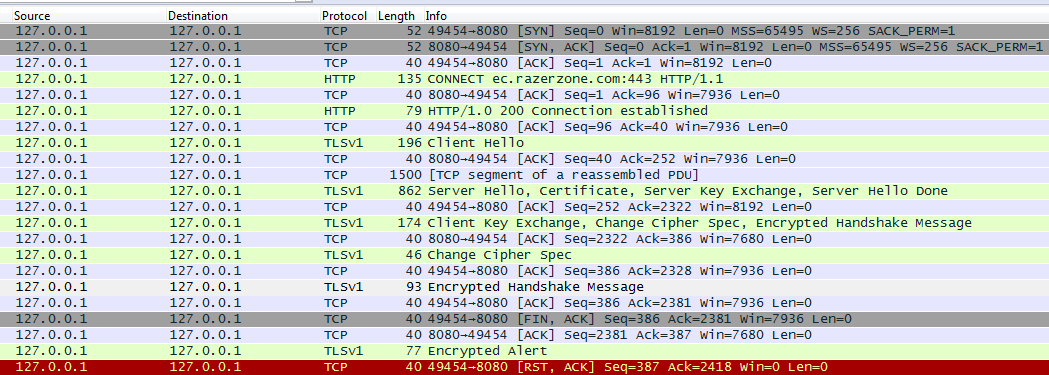 Source Destination Protocol Length Info
127.0.0.1 127.0.0.1 TCP 52 49454→8080 [SYN] Seq=0 Win=8192 Len=0 MSS=65495 WS=256 SACK_PERM=1
127.0.0.1 127.0.0.1 TCP 52 8080→49454 [SYN, ACK] Seq=0 Ack=1 Win=8192 Len=0 MSS=65495 WS=256 SACK_PERM=1
127.0.0.1 127.0.0.1 TCP 40 49454→8080 [ACK] Seq=1 Ack=1 Win=8192 Len=0
127.0.0.1 127.0.0.1 HTTP 135 CONNECT ec.razerzone.com:443 HTTP/1.1
127.0.0.1 127.0.0.1 TCP 40 8080→49454 [ACK] Seq=1 Ack=96 Win=7936 Len=0
127.0.0.1 127.0.0.1 HTTP 79 HTTP/1.0 200 Connection established
127.0.0.1 127.0.0.1 TCP 40 49454→8080 [ACK] Seq=96 Ack=40 Win=7936 Len=0
127.0.0.1 127.0.0.1 TLSv1 196 Client Hello
127.0.0.1 127.0.0.1 TCP 40 8080→49454 [ACK] Seq=40 Ack=252 Win=7936 Len=0
127.0.0.1 127.0.0.1 TCP 1500 [TCP segment of a reassembled PDU]
127.0.0.1 127.0.0.1 TLSv1 862 Server Hello, Certificate, Server Key Exchange, Server Hello Done
127.0.0.1 127.0.0.1 TCP 40 49454→8080 [ACK] Seq=252 Ack=2322 Win=8192 Len=0
127.0.0.1 127.0.0.1 TLSv1 174 Client Key Exchange, Change Cipher Spec, Encrypted Handshake Message
127.0.0.1 127.0.0.1 TCP 40 8080→49454 [ACK] Seq=2322 Ack=386 Win=7680 Len=0
127.0.0.1 127.0.0.1 TLSv1 46 Change Cipher Spec
127.0.0.1 127.0.0.1 TCP 40 49454→8080 [ACK] Seq=386 Ack=2328 Win=7936 Len=0
127.0.0.1 127.0.0.1 TLSv1 93 Encrypted Handshake Message
127.0.0.1 127.0.0.1 TCP 40 49454→8080 [ACK] Seq=386 Ack=2381 Win=7936 Len=0
127.0.0.1 127.0.0.1 TCP 40 49454→8080 [FIN, ACK] Seq=386 Ack=2381 Win=7936 Len=0
127.0.0.1 127.0.0.1 TCP 40 8080→49454 [ACK] Seq=2381 Ack=387 Win=7680 Len=0
127.0.0.1 127.0.0.1 TLSv1 77 Encrypted Alert
127.0.0.1 127.0.0.1 TCP 40 49454→8080 [RST, ACK] Seq=387 Ack=2418 Win=0 Len=0